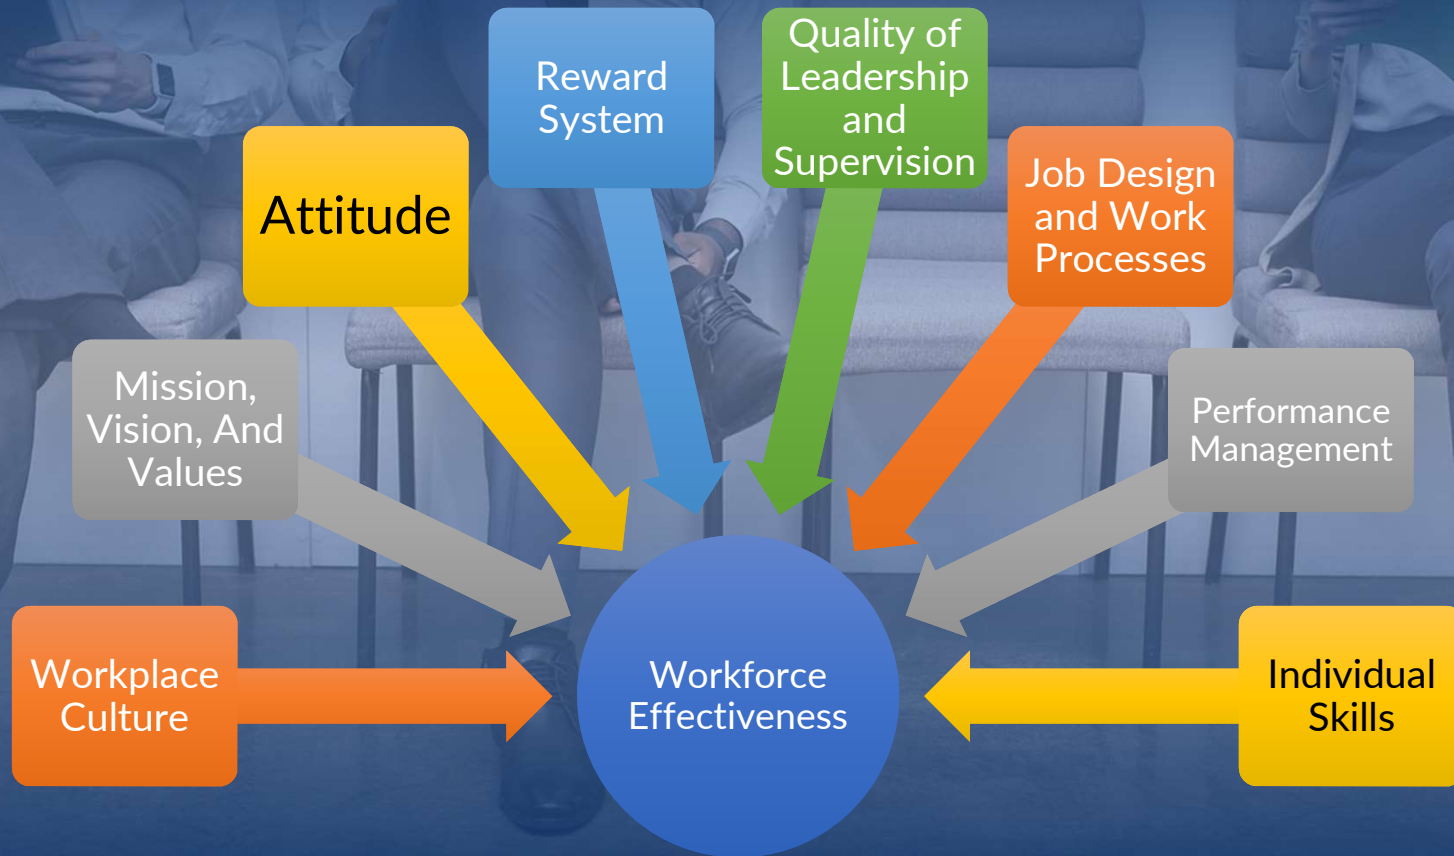 Quality of
Leadership
and
Supervision
Reward
System
Job Design
and Work
Processes
Attitude
Mission,
Vision, And
Values
Performance
Management
Workplace
Culture
Workforce
Effectiveness
Individual
Skills